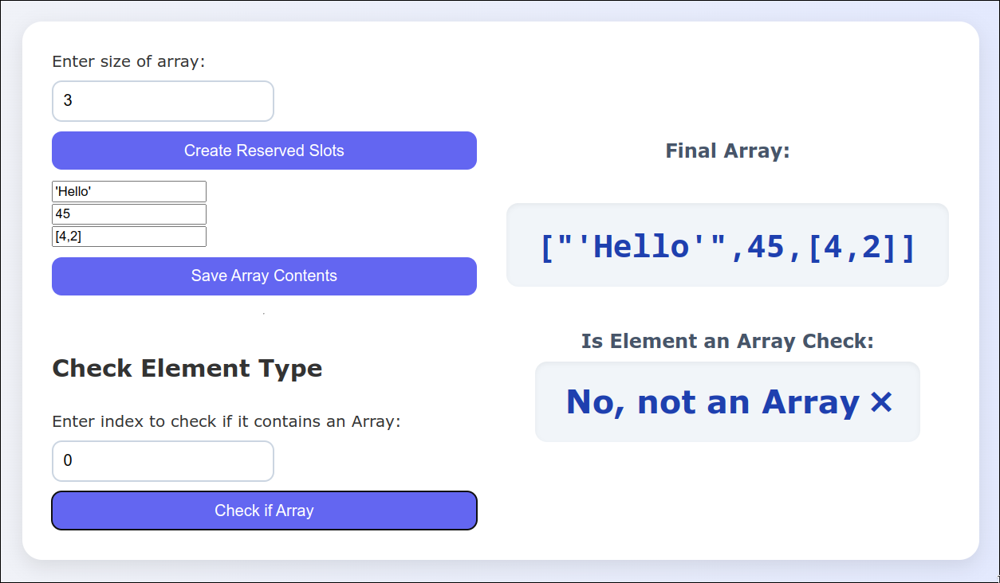 Enter size of array:
3
Create Reserved Slots
'Hello'
45
[4,2]
Save Array Contents
Check Element Type
Enter index to check if it contains an Array:
0
Check if Array
Final Array:
["'Hello'",45,[4,2]]
Is Element an Array Check:
No, not an Array ✕